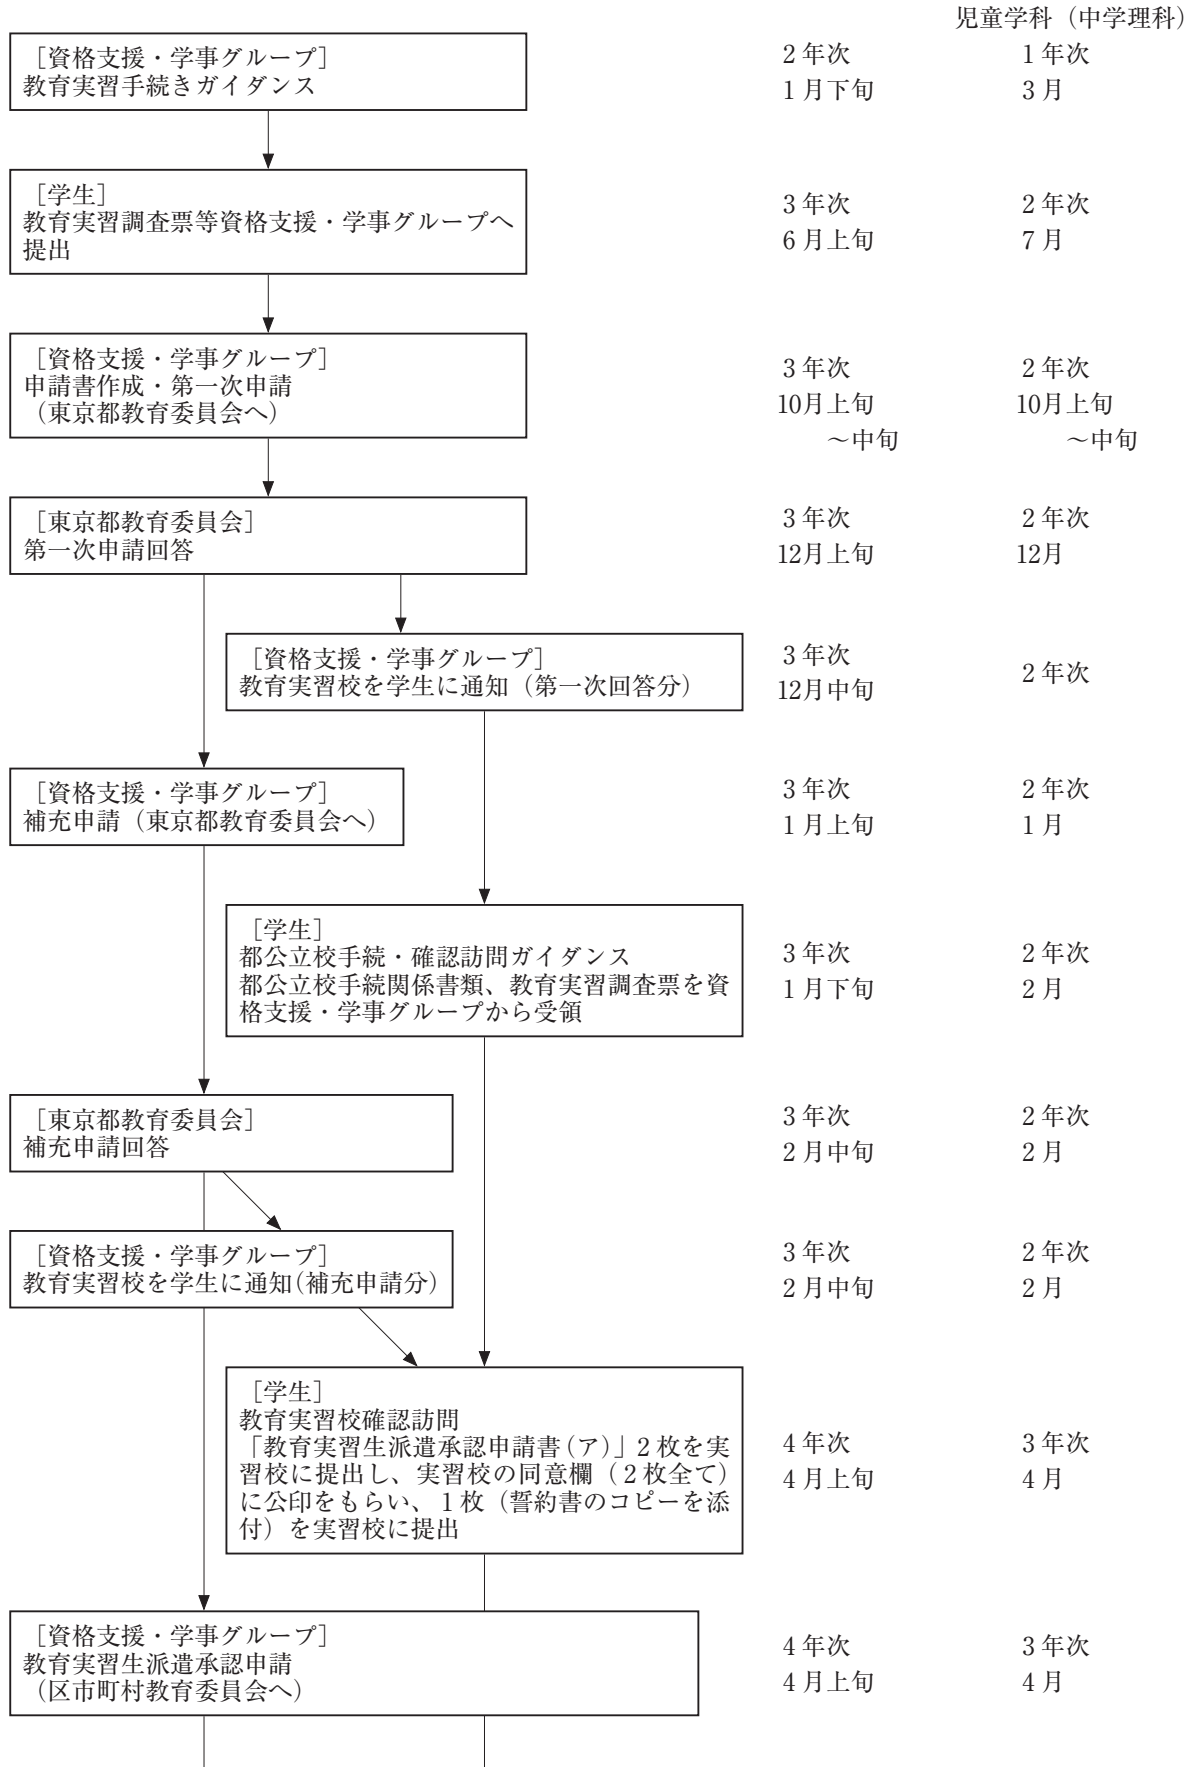 児童学科（中学理科）
［資格支援・学事グループ］
教育実習手続きガイダンス
2年次
1月下旬
1年次
3月
［学生］
教育実習調査票等資格支援・学事グループへ
提出
3年次
6月上旬
2年次
7月
［資格支援・学事グループ］
申請書作成・第一次申請
（東京都教育委員会へ）
3年次
10月上旬
～中旬
2年次
10月上旬
～中旬
［東京都教育委員会］
第一次申請回答
3年次
12月上旬
2年次
12月
［資格支援・学事グループ］
教育実習校を学生に通知（第一次回答分）
3年次
12月中旬
2年次
［資格支援・学事グループ］
補充申請（東京都教育委員会へ）
3年次
1月上旬
2年次
1月
［学生］
都公立校手続・確認訪問ガイダンス
都公立校手続関係書類、教育実習調査票を資
格支援・学事グループから受領
3年次
1月下旬
2年次
2月
［東京都教育委員会］
補充申請回答
3年次
2月中旬
2年次
2月
［資格支援・学事グループ］
教育実習校を学生に通知（補充申請分）
3年次
2月中旬
2年次
2月
［学生］
教育実習校確認訪問
「教育実習生派遣承認申請書（ア）」2枚を実
習校に提出し、実習校の同意欄（2枚全て）
に公印をもらい、1枚（誓約書のコピーを添
付）を実習校に提出
4年次
4月上旬
3年次
4月
［資格支援・学事グループ］
教育実習生派遣承認申請
（区市町村教育委員会へ）
4年次
4月上旬
3年次
4月